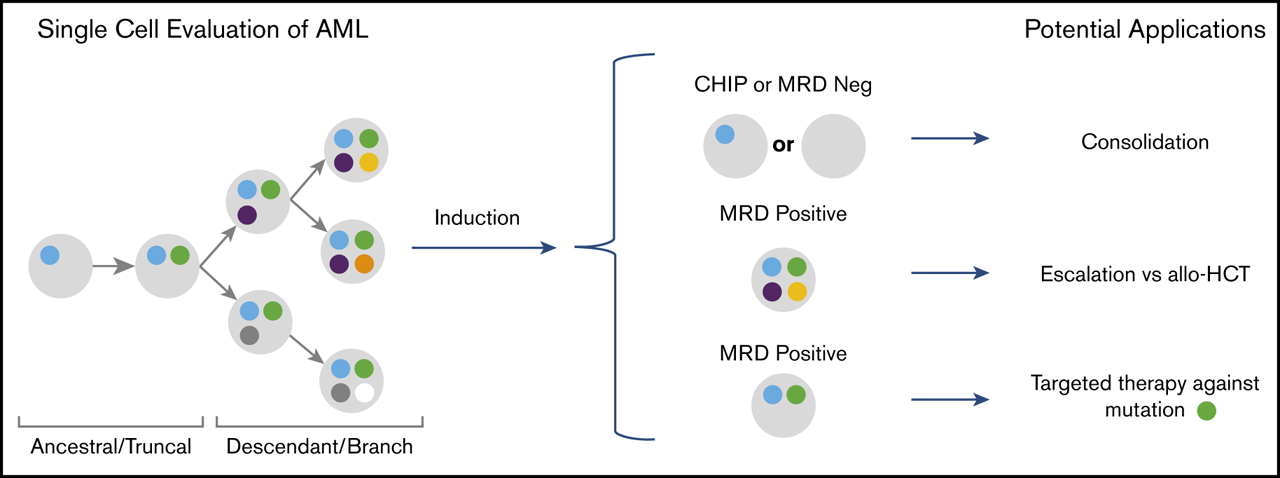 Single Cell Evaluation of AML
Potential Applications
CHIP or MRD Neg
or
Consolidation
MRD Positive
Induction
Escalation vs allo-HCT
MRD Positive
Targeted therapy against
mutation
Ancestral/Truncal
Descendant/Branch